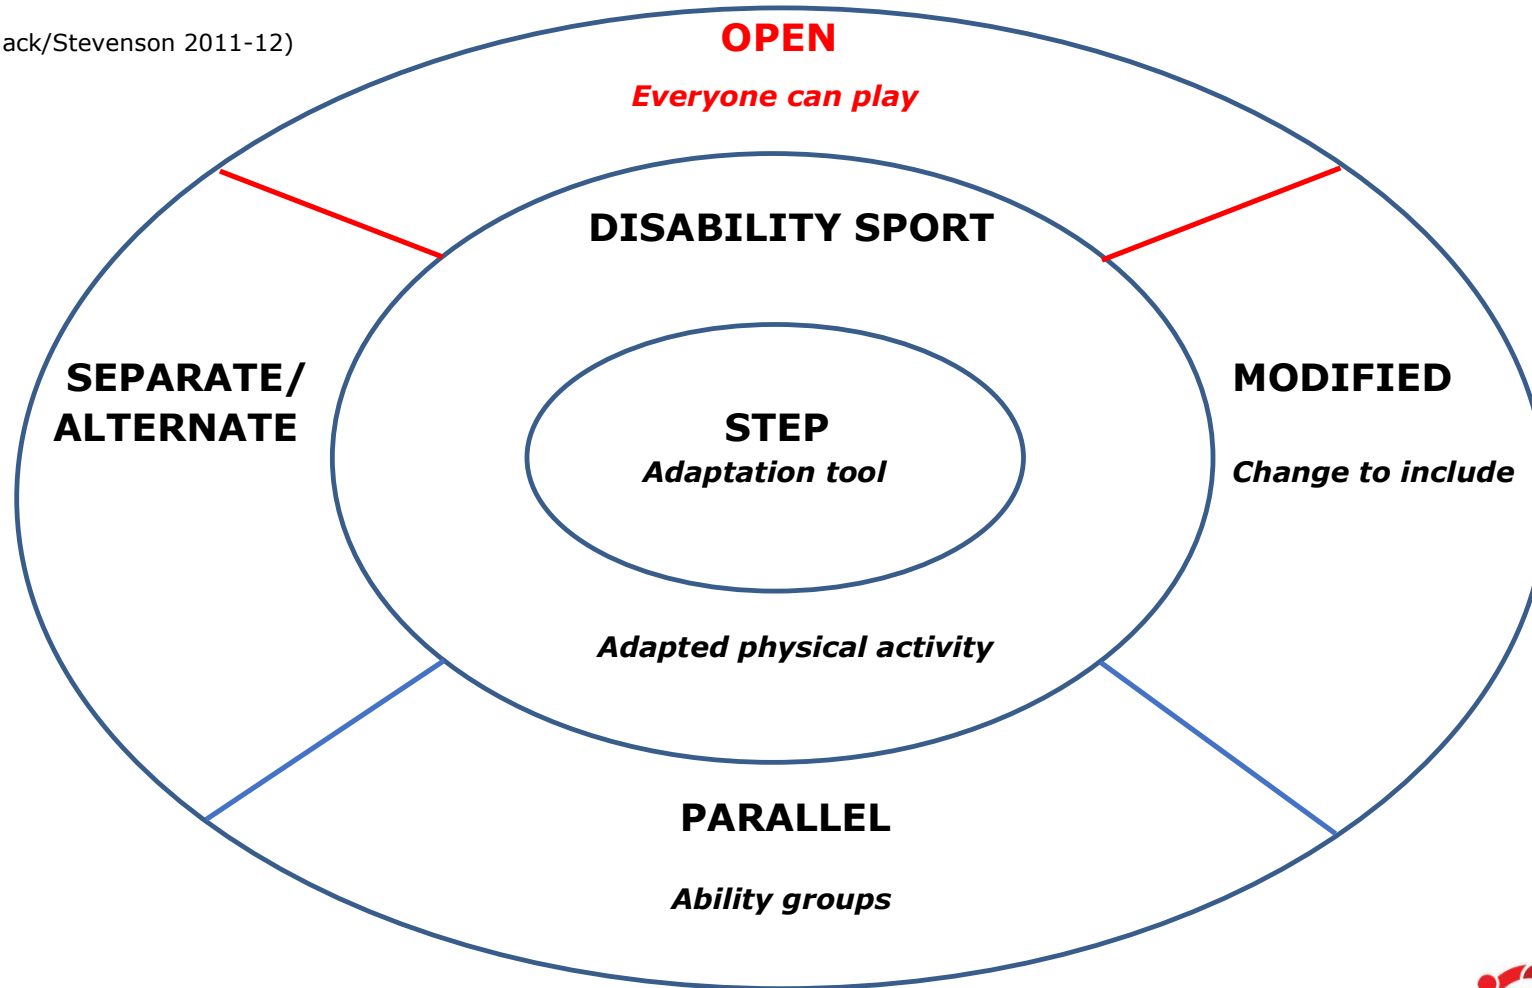 ack/Stevenson 2011-12)
OPEN
Everyone can play
DISABILITY SPORT
SEPARATE/
ALTERNATE
MODIFIED
STEP
Adaptation tool
Change to include
Adapted physical activity
PARALLEL
Ability groups